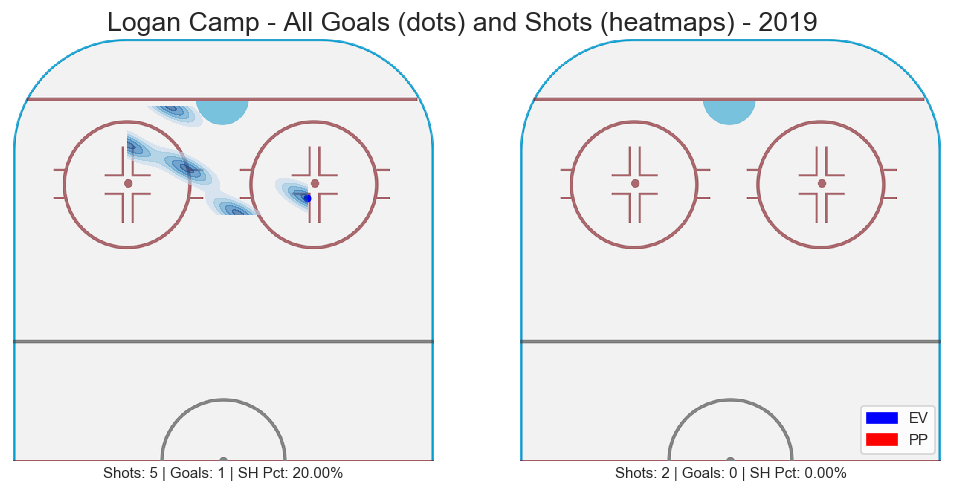 Logan Camp - All Goals (dots) and Shots (heatmaps) - 2019
EV
PP
Shots: 5 | Goals: 1 | SH Pct: 20.00%
Shots: 2 | Goals: 0 | SH Pct: 0.00%